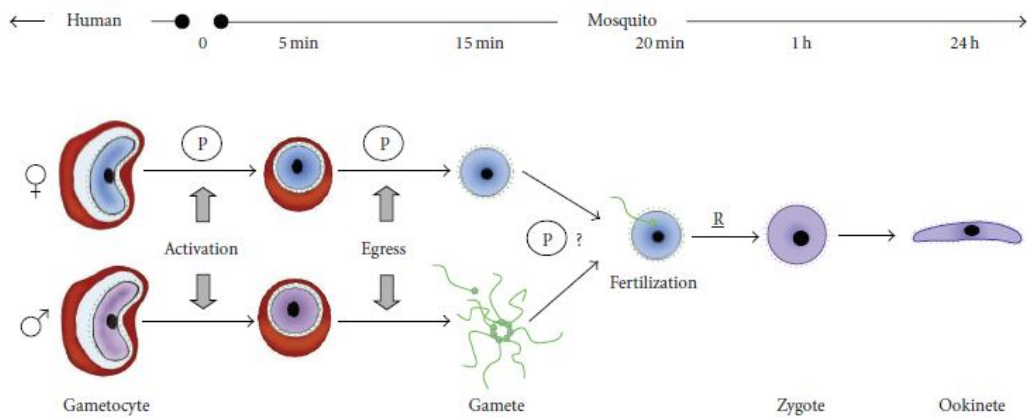 Human Mosquito
0 5 min 15 min 20 min 1 h 24 h
♀ P P
Activation Egress P ? R
Fertilization
♂
Gametocyte Gamete Zygote Ookinete